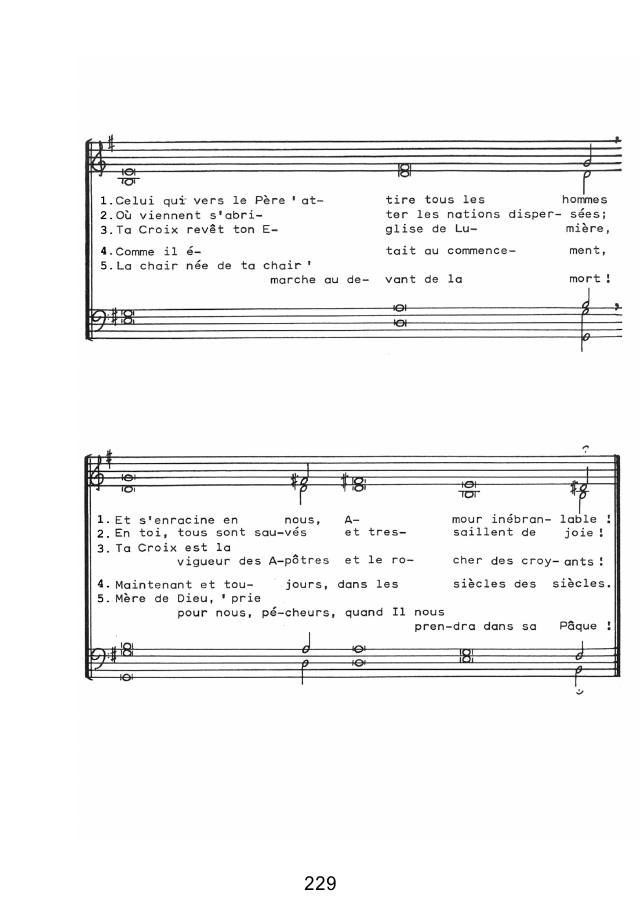 1.Celui qui vers le Père ' at- tire tous les hommes
2.Où viennent s'abri- ter les nations disper- sées;
3.Ta Croix revêt ton E- glise de Lu- mière,
4.Comme il é- tait au commence- ment,
5.La chair née de ta chair '
marche au de- vant de la mort !
1. Et s'enracine en nous, A- mour inébran- lable !
2. En toi, tous sont sau-vés et tres- saillent de joie !
3. Ta Croix est la
vigueur des A-pôtres et le ro- cher des croy- ants !
4. Maintenant et tou- jours, dans les siècles des siècles.
5. Mère de Dieu, ' prie
pour nous, pé-cheurs, quand Il nous
pren-dra dans sa Pâque !
229